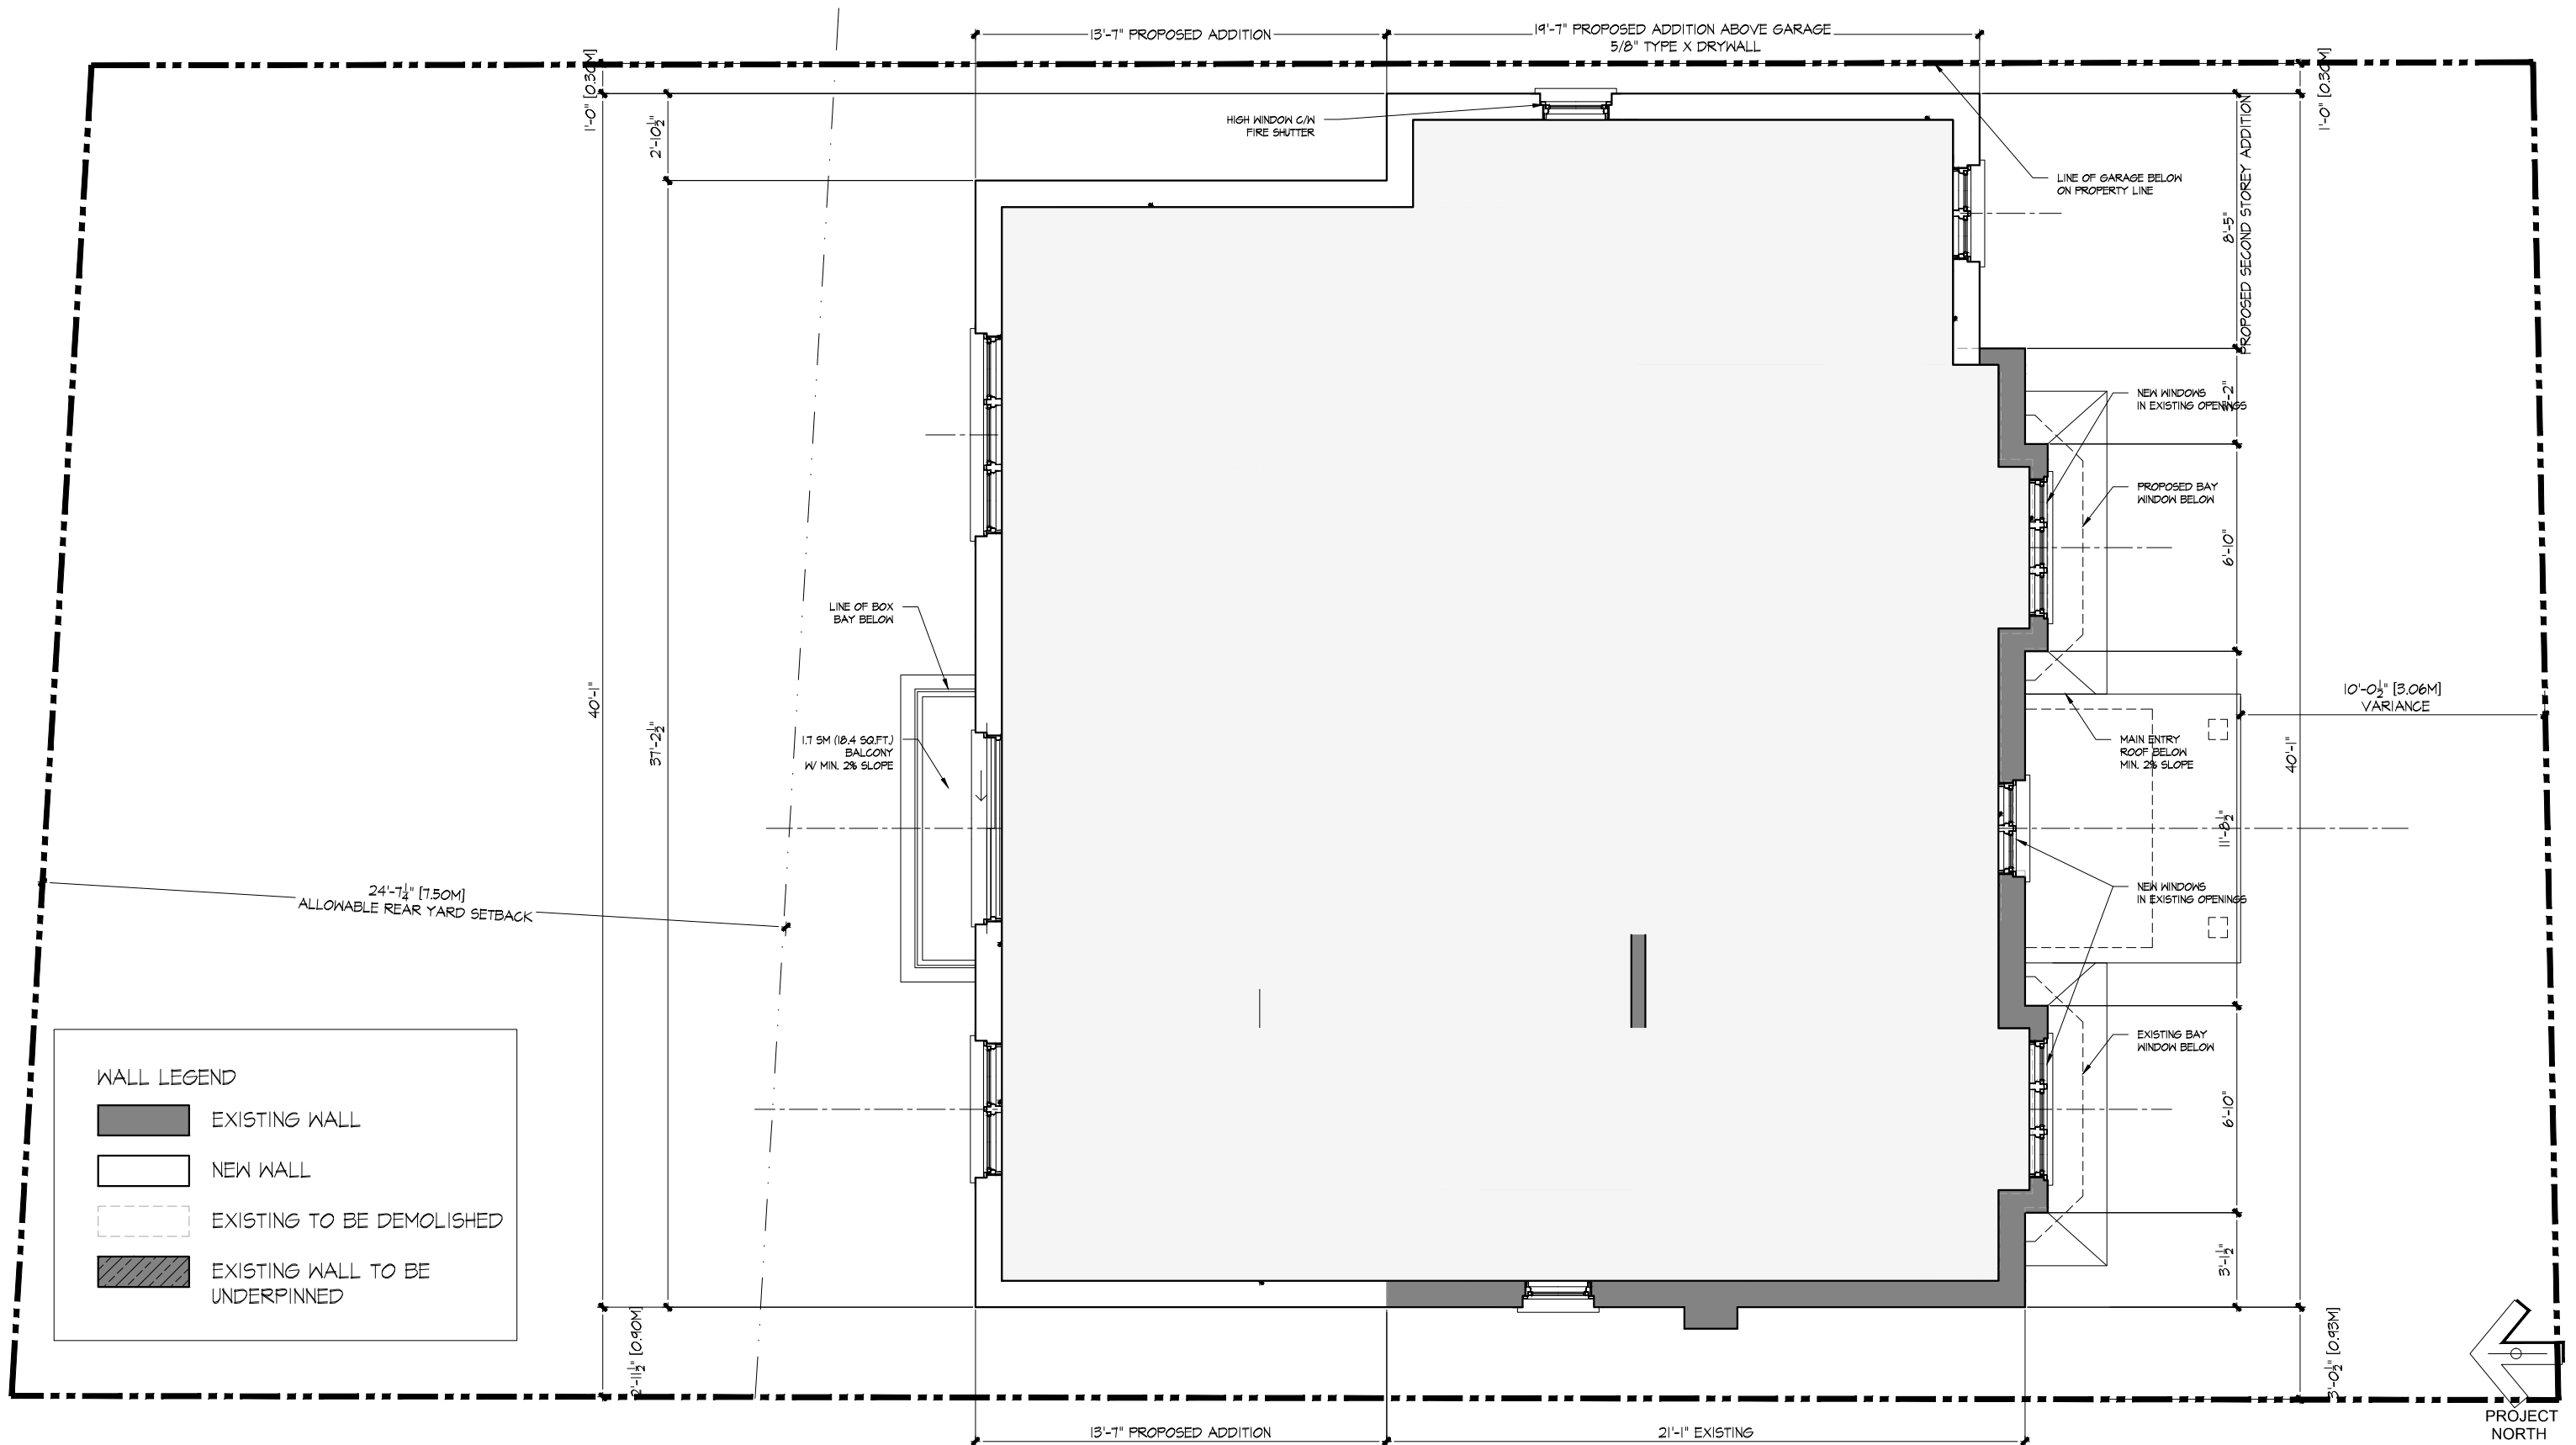 13'-7" PROPOSED ADDITION
19'-7" PROPOSED ADDITION ABOVE GARAGE
5/8" TYPE X DRYWALL
1'-0" [0.30M]
1'-0" [0.30M]
2'-10½"
HIGH WINDOW C/W
FIRE SHUTTER
LINE OF GARAGE BELOW
ON PROPERTY LINE
8'-5"
PROPOSED SECOND STOREY ADDITION
NEW WINDOWS
IN EXISTING OPENINGS
PROPOSED BAY
WINDOW BELOW
6'-10"
LINE OF BOX
BAY BELOW
40'-1"
37'-2½"
1.7 SM (18.4 SQ.FT.)
BALCONY
W/ MIN. 2% SLOPE
10'-0½" [3.06M]
VARIANCE
MAIN ENTRY
ROOF BELOW
MIN. 2% SLOPE
40'-1"
11'-8½"
24'-7¼" [7.50M]
ALLOWABLE REAR YARD SETBACK
NEW WINDOWS
IN EXISTING OPENINGS
EXISTING BAY
WINDOW BELOW
6'-10"
WALL LEGEND
EXISTING WALL
NEW WALL
EXISTING TO BE DEMOLISHED
EXISTING WALL TO BE
UNDERPINNED
3'-1½"
2'-11½" [0.90M]
3'-0½" [0.93M]
13'-7" PROPOSED ADDITION
21'-1" EXISTING
PROJECT
NORTH